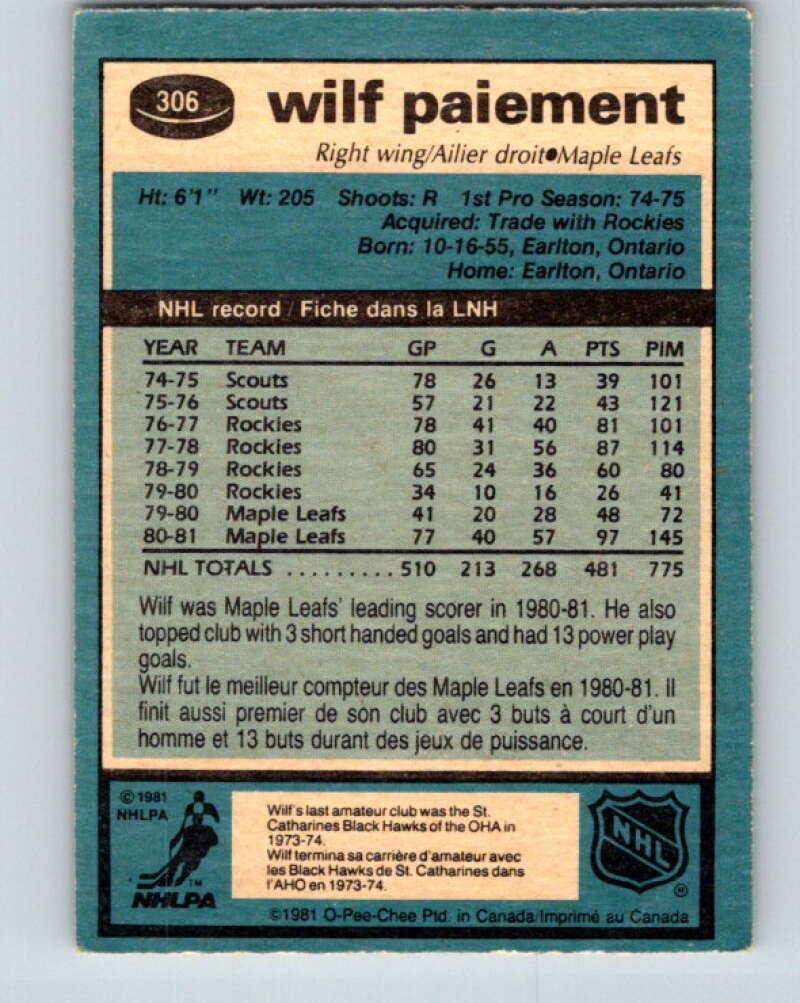 306
wilf paiement
Right wing/Ailier droit●Maple Leafs
Ht: 6'1" Wt: 205 Shoots: R 1st Pro Season: 74-75
Acquired: Trade with Rockies
Born: 10-16-55, Earlton, Ontario
Home: Earlton, Ontario
NHL record / Fiche dans la LNH
YEAR TEAM GP G A PTS PIM
74-75 Scouts 78 26 13 39 101
75-76 Scouts 57 21 22 43 121
76-77 Rockies 78 41 40 81 101
77-78 Rockies 80 31 56 87 114
78-79 Rockies 65 24 36 60 80
79-80 Rockies 34 10 16 26 41
79-80 Maple Leafs 41 20 28 48 72
80-81 Maple Leafs 77 40 57 97 145
NHL TOTALS ..........510 213 268 481 775
Wilf was Maple Leafs' leading scorer in 1980-81. He also
topped club with 3 short handed goals and had 13 power play
goals.
Wilf fut le meilleur compteur des Maple Leafs en 1980-81. Il
finit aussi premier de son club avec 3 buts à court d'un
homme et 13 buts durant des jeux de puissance.
© 1981
NHLPA
TM
NHLPA
Wilf's last amateur club was the St.
Catharines Black Hawks of the OHA in
1973-74.
Wilf termina sa carrière d'amateur avec
les Black Hawks de St. Catharines dans
l'AHO en 1973-74.
NHL
®
©1981 O-Pee-Chee Ptd. in Canada/Imprimé au Canada